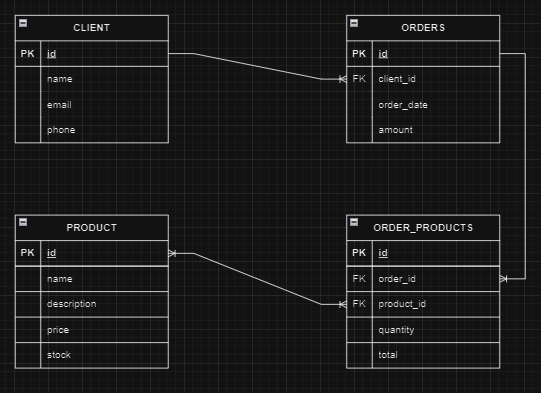 CLIENT
PK id
name
email
phone
ORDERS
PK id
FK client_id
order_date
amount
PRODUCT
PK id
name
description
price
stock
ORDER_PRODUCTS
PK id
FK order_id
FK product_id
quantity
total